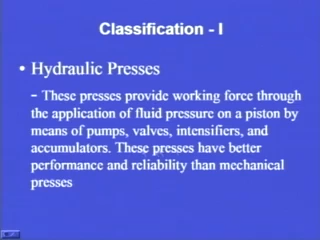 Classification - I
• Hydraulic Presses
- These presses provide working force through
the application of fluid pressure on a piston by
means of pumps, valves, intensifiers, and
accumulators. These presses have better
performance and reliability than mechanical
presses